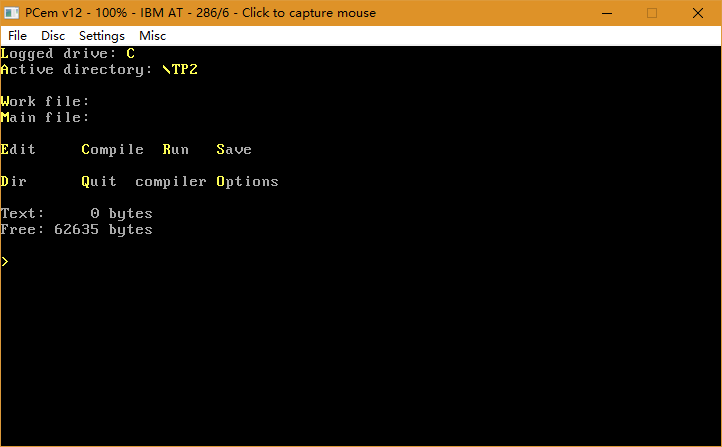 PCem v12 - 100% - IBM AT - 286/6 - Click to capture mouse
File Disc Settings Misc
Logged drive: C
Active directory: \TP2
Work file:
Main file:
Edit Compile Run Save
Dir Quit compiler Options
Text: 0 bytes
Free: 62635 bytes
>